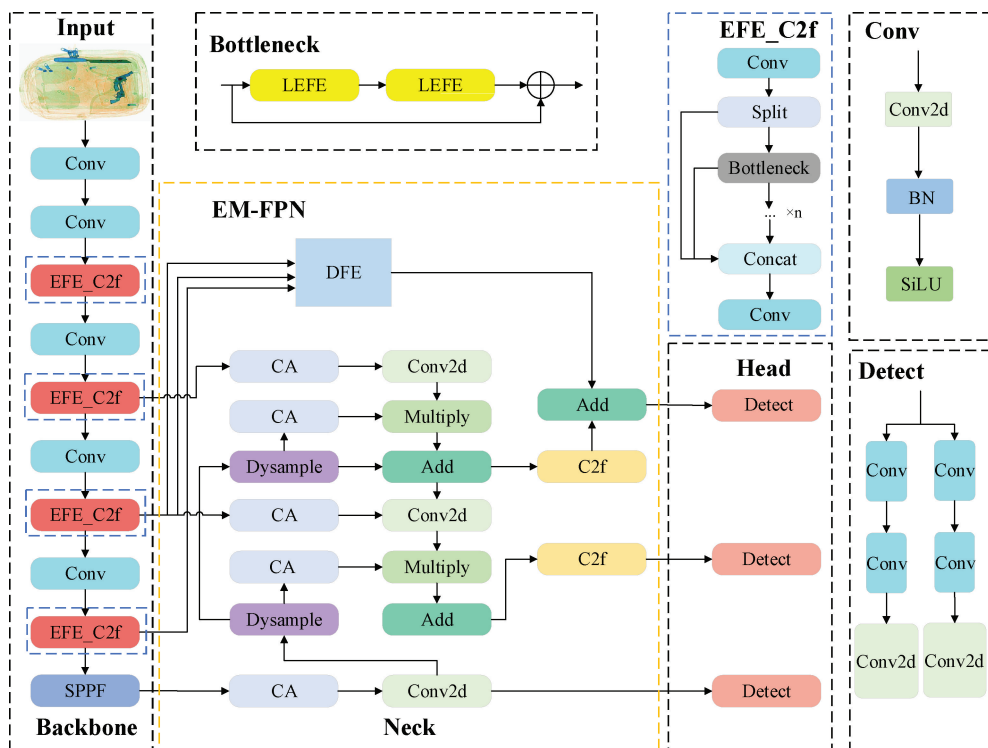 Input
Conv
Conv
EFE_C2f
Conv
EFE_C2f
Conv
EFE_C2f
Conv
EFE_C2f
SPPF
Backbone
Bottleneck
LEFE LEFE
EM-FPN
DFE
CA Conv2d
CA Multiply Add
Dysample Add C2f
CA Conv2d
CA Multiply C2f
Dysample Add
CA Conv2d
Neck
EFE_C2f
Conv
Split
Bottleneck
... ×n
Concat
Conv
Head
Detect
Detect
Detect
Conv
Conv2d
BN
SiLU
Detect
Conv Conv
Conv Conv
Conv2d Conv2d